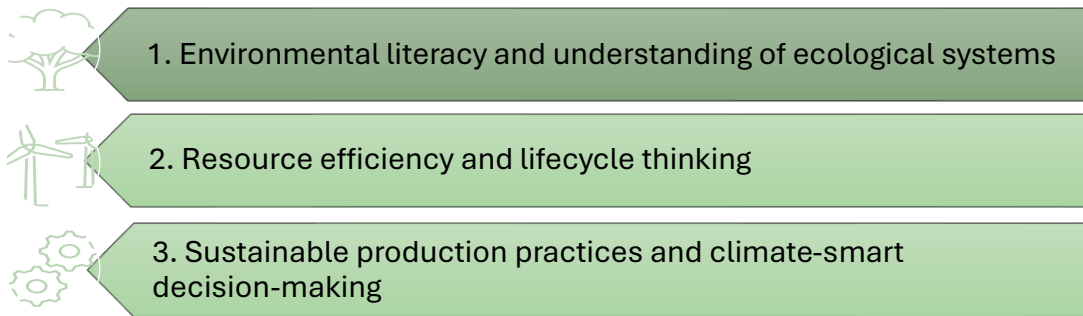 1. Environmental literacy and understanding of ecological systems
2. Resource efficiency and lifecycle thinking
3. Sustainable production practices and climate-smart
decision-making